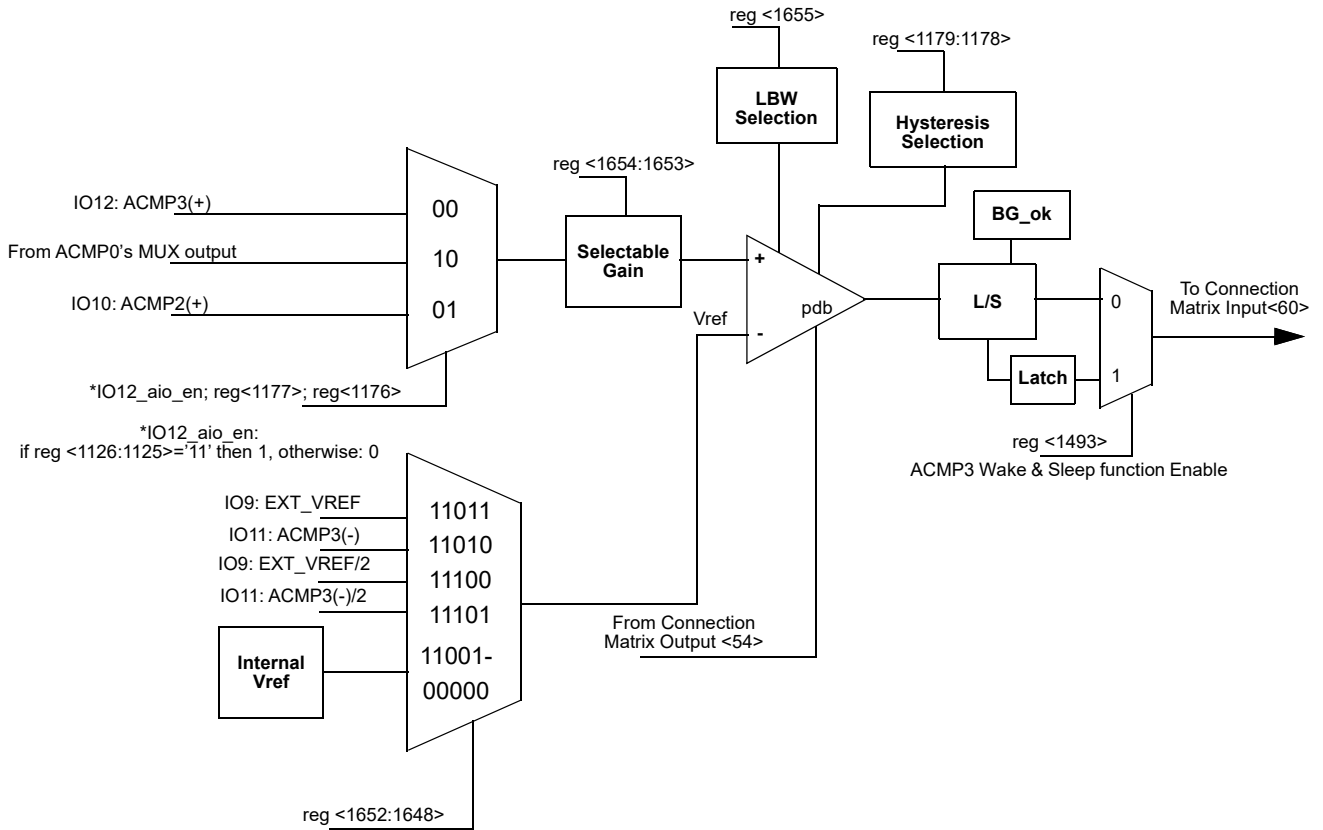 reg <1655>
reg <1179:1178>
LBW
Selection
Hysteresis
Selection
reg <1654:1653>
IO12: ACMP3(+)
00
From ACMP0's MUX output
10
IO10: ACMP2(+)
01
Selectable
Gain
+
Vref
-
pdb
BG_ok
L/S
Latch
0
1
To Connection
Matrix Input<60>
*IO12_aio_en; reg<1177>; reg<1176>
*IO12_aio_en:
if reg <1126:1125>='11' then 1, otherwise: 0
reg <1493>
ACMP3 Wake & Sleep function Enable
IO9: EXT_VREF
11011
IO11: ACMP3(-)
11010
IO9: EXT_VREF/2
11100
IO11: ACMP3(-)/2
11101
Internal
Vref
11001-
00000
From Connection
Matrix Output <54>
reg <1652:1648>